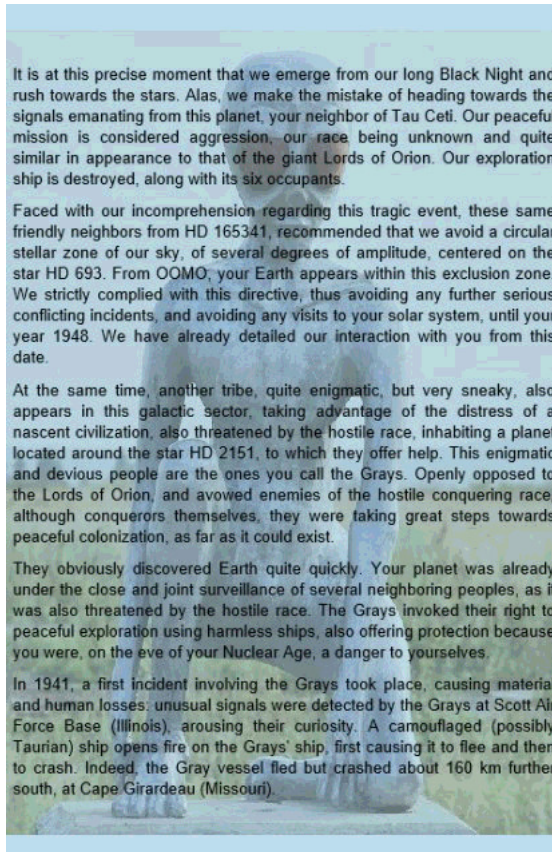 It is at this precise moment that we emerge from our long Black Night and
rush towards the stars. Alas, we make the mistake of heading towards the
signals emanating from this planet, your neighbor of Tau Ceti. Our peaceful
mission is considered aggression, our race being unknown and quite
similar in appearance to that of the giant Lords of Orion. Our exploration
ship is destroyed, along with its six occupants.
Faced with our incomprehension regarding this tragic event, these same
friendly neighbors from HD 165341, recommended that we avoid a circular
stellar zone of our sky, of several degrees of amplitude, centered on the
star HD 693. From OOMO, your Earth appears within this exclusion zone.
We strictly complied with this directive, thus avoiding any further serious
conflicting incidents, and avoiding any visits to your solar system, until your
year 1948. We have already detailed our interaction with you from this
date.
At the same time, another tribe, quite enigmatic, but very sneaky, also
appears in this galactic sector, taking advantage of the distress of a
nascent civilization, also threatened by the hostile race, inhabiting a planet
located around the star HD 2151, to which they offer help. This enigmatic
and devious people are the ones you call the Grays. Openly opposed to
the Lords of Orion, and avowed enemies of the hostile conquering race,
although conquerors themselves, they were taking great steps towards
peaceful colonization, as far as it could exist.
They obviously discovered Earth quite quickly. Your planet was already
under the close and joint surveillance of several neighboring peoples, as it
was also threatened by the hostile race. The Grays invoked their right to
peaceful exploration using harmless ships, also offering protection because
you were, on the eve of your Nuclear Age, a danger to yourselves.
In 1941, a first incident involving the Grays took place, causing material
and human losses: unusual signals were detected by the Grays at Scott Air
Force Base (Illinois), arousing their curiosity. A camouflaged (possibly
Taurian) ship opens fire on the Grays' ship, first causing it to flee and then
to crash. Indeed, the Gray vessel fled but crashed about 160 km further
south, at Cape Girardeau (Missouri).